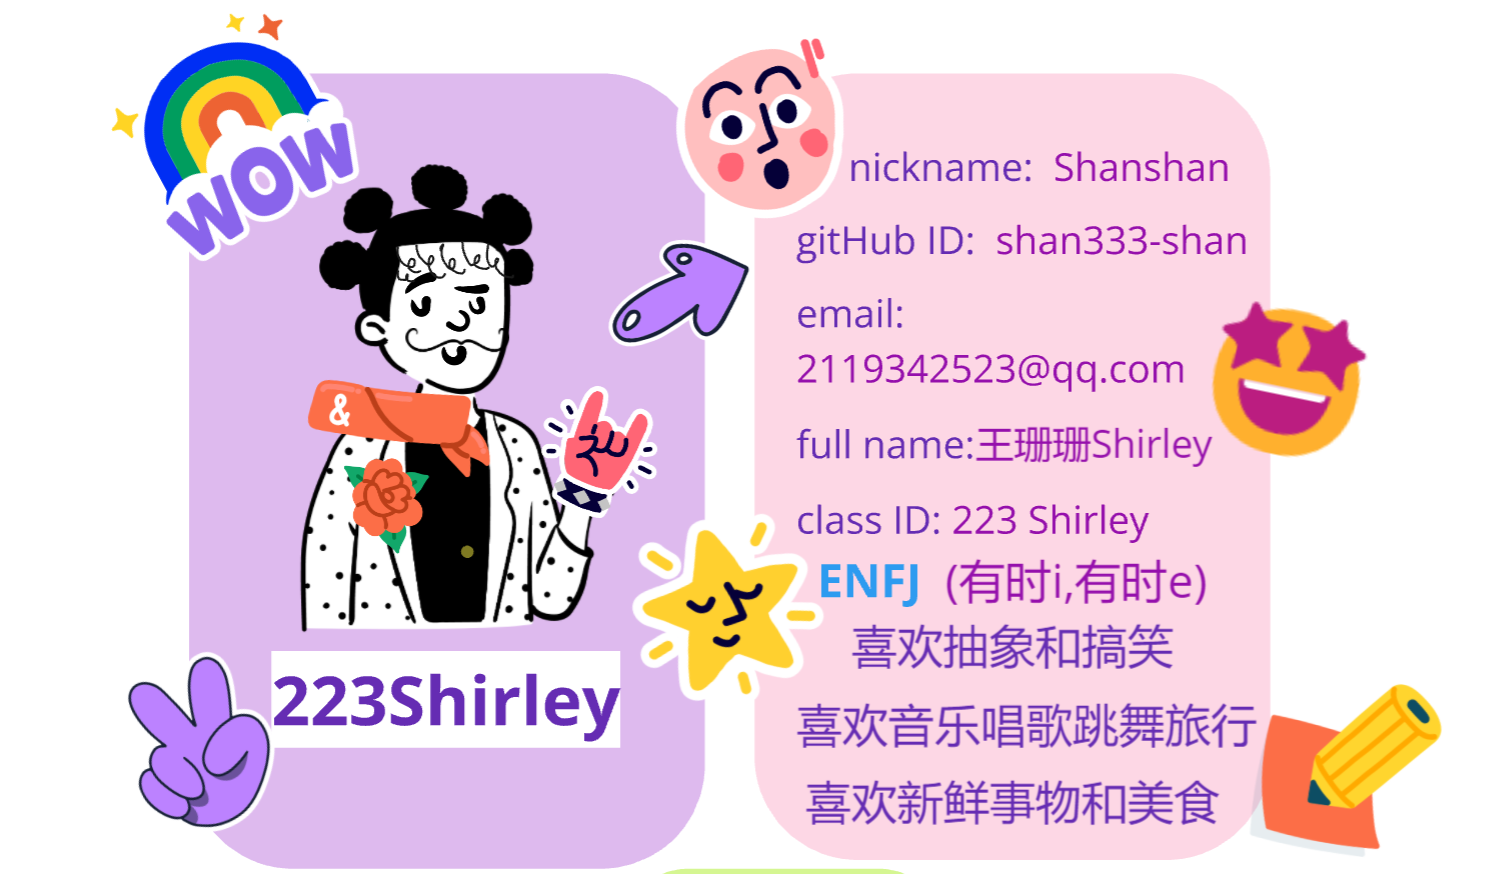 WOW
&
223Shirley
nickname: Shanshan
gitHub ID: shan333-shan
email:
2119342523@qq.com
full name:王珊珊Shirley
class ID: 223 Shirley
ENFJ (有时i,有时e)
喜欢抽象和搞笑
喜欢音乐唱歌跳舞旅行
喜欢新鲜事物和美食